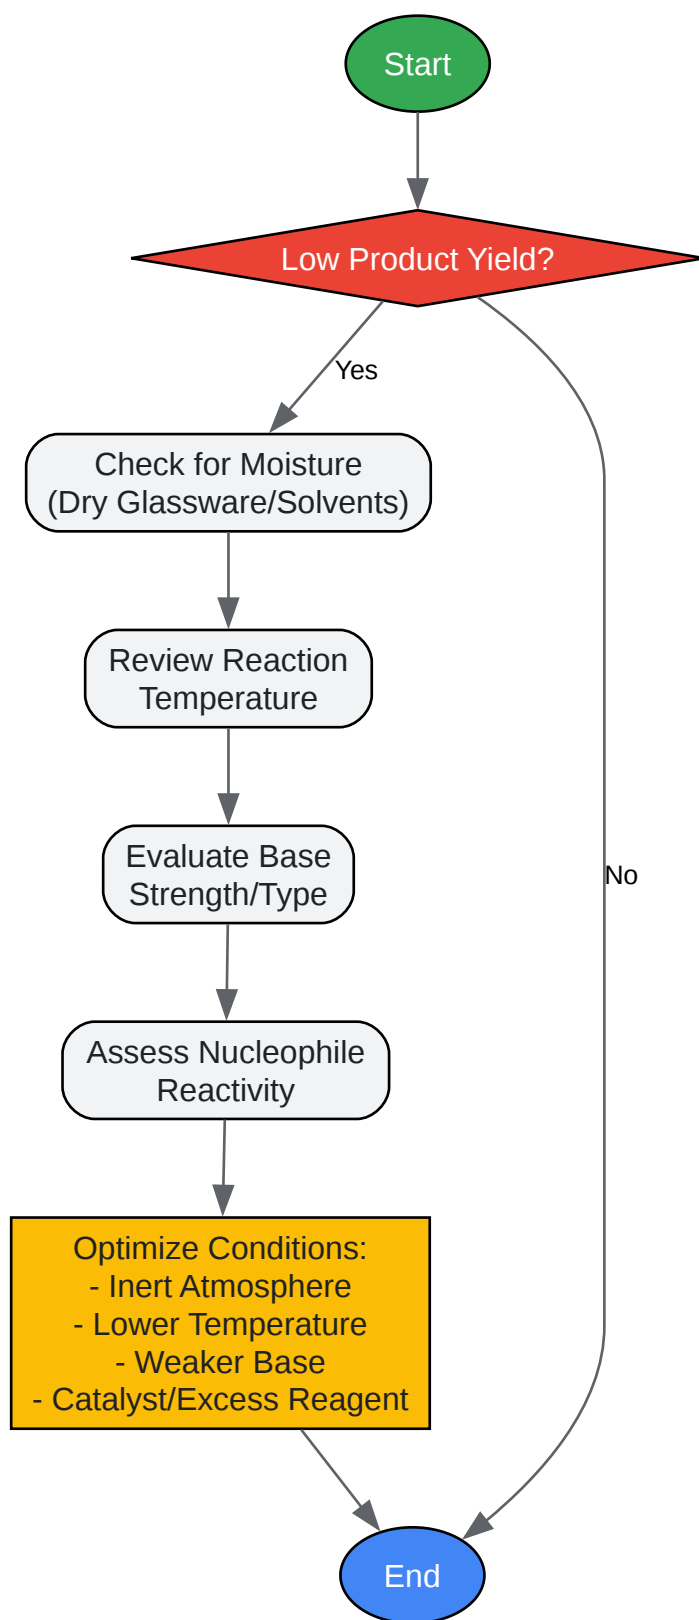 Start
Low Product Yield?
Yes
Check for Moisture
(Dry Glassware/Solvents)
Review Reaction
Temperature
Evaluate Base
Strength/Type
No
Assess Nucleophile
Reactivity
Optimize Conditions:
- Inert Atmosphere
- Lower Temperature
- Weaker Base
- Catalyst/Excess Reagent
End